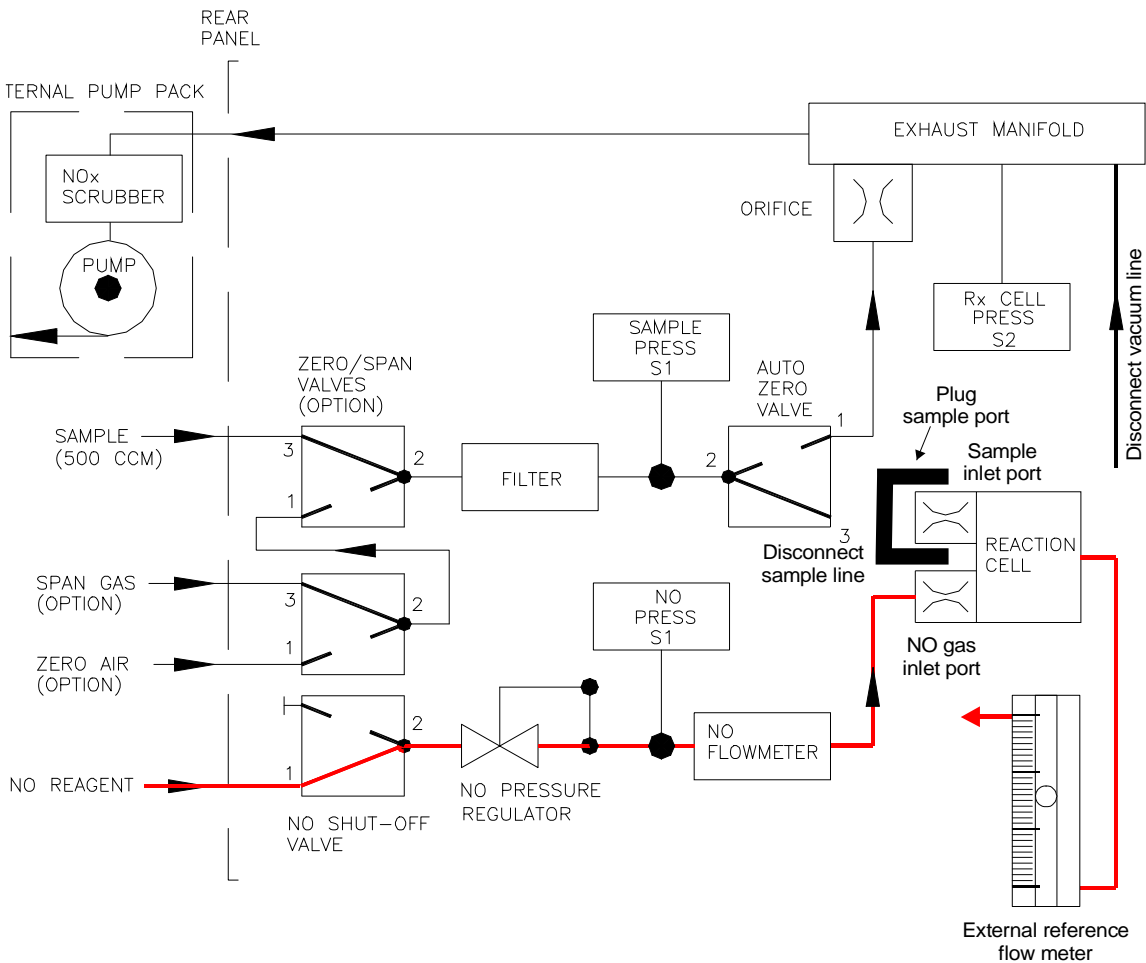 REAR
PANEL
TERNAL PUMP PACK
NOx
SCRUBBER
PUMP
EXHAUST MANIFOLD
ORIFICE
Rx CELL
PRESS
S2
Disconnect vacuum line
SAMPLE
PRESS
S1
AUTO
ZERO
VALVE
1
2
3
ZERO/SPAN
VALVES
(OPTION)
SAMPLE
(500 CCM)
3
2
1
FILTER
Plug
sample port
Sample
inlet port
Disconnect
sample line
REACTION
CELL
NO gas
inlet port
SPAN GAS
(OPTION)
3
2
1
ZERO AIR
(OPTION)
NO
PRESS
S1
NO REAGENT
2
1
NO SHUT-OFF
VALVE
NO PRESSURE
REGULATOR
NO
FLOWMETER
External reference
flow meter